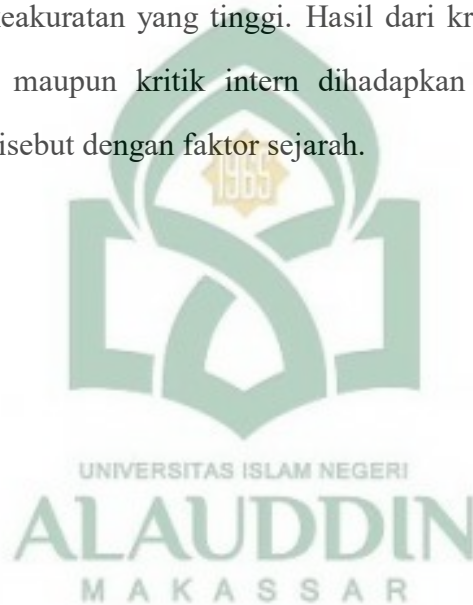 keakuratan yang tinggi. Hasil dari kr
maupun kritik intern dihadapkan
isebut dengan faktor sejarah.
1965
UNIVERSITAS ISLAM NEGERI
ALAUDDIN
MAKASSAR